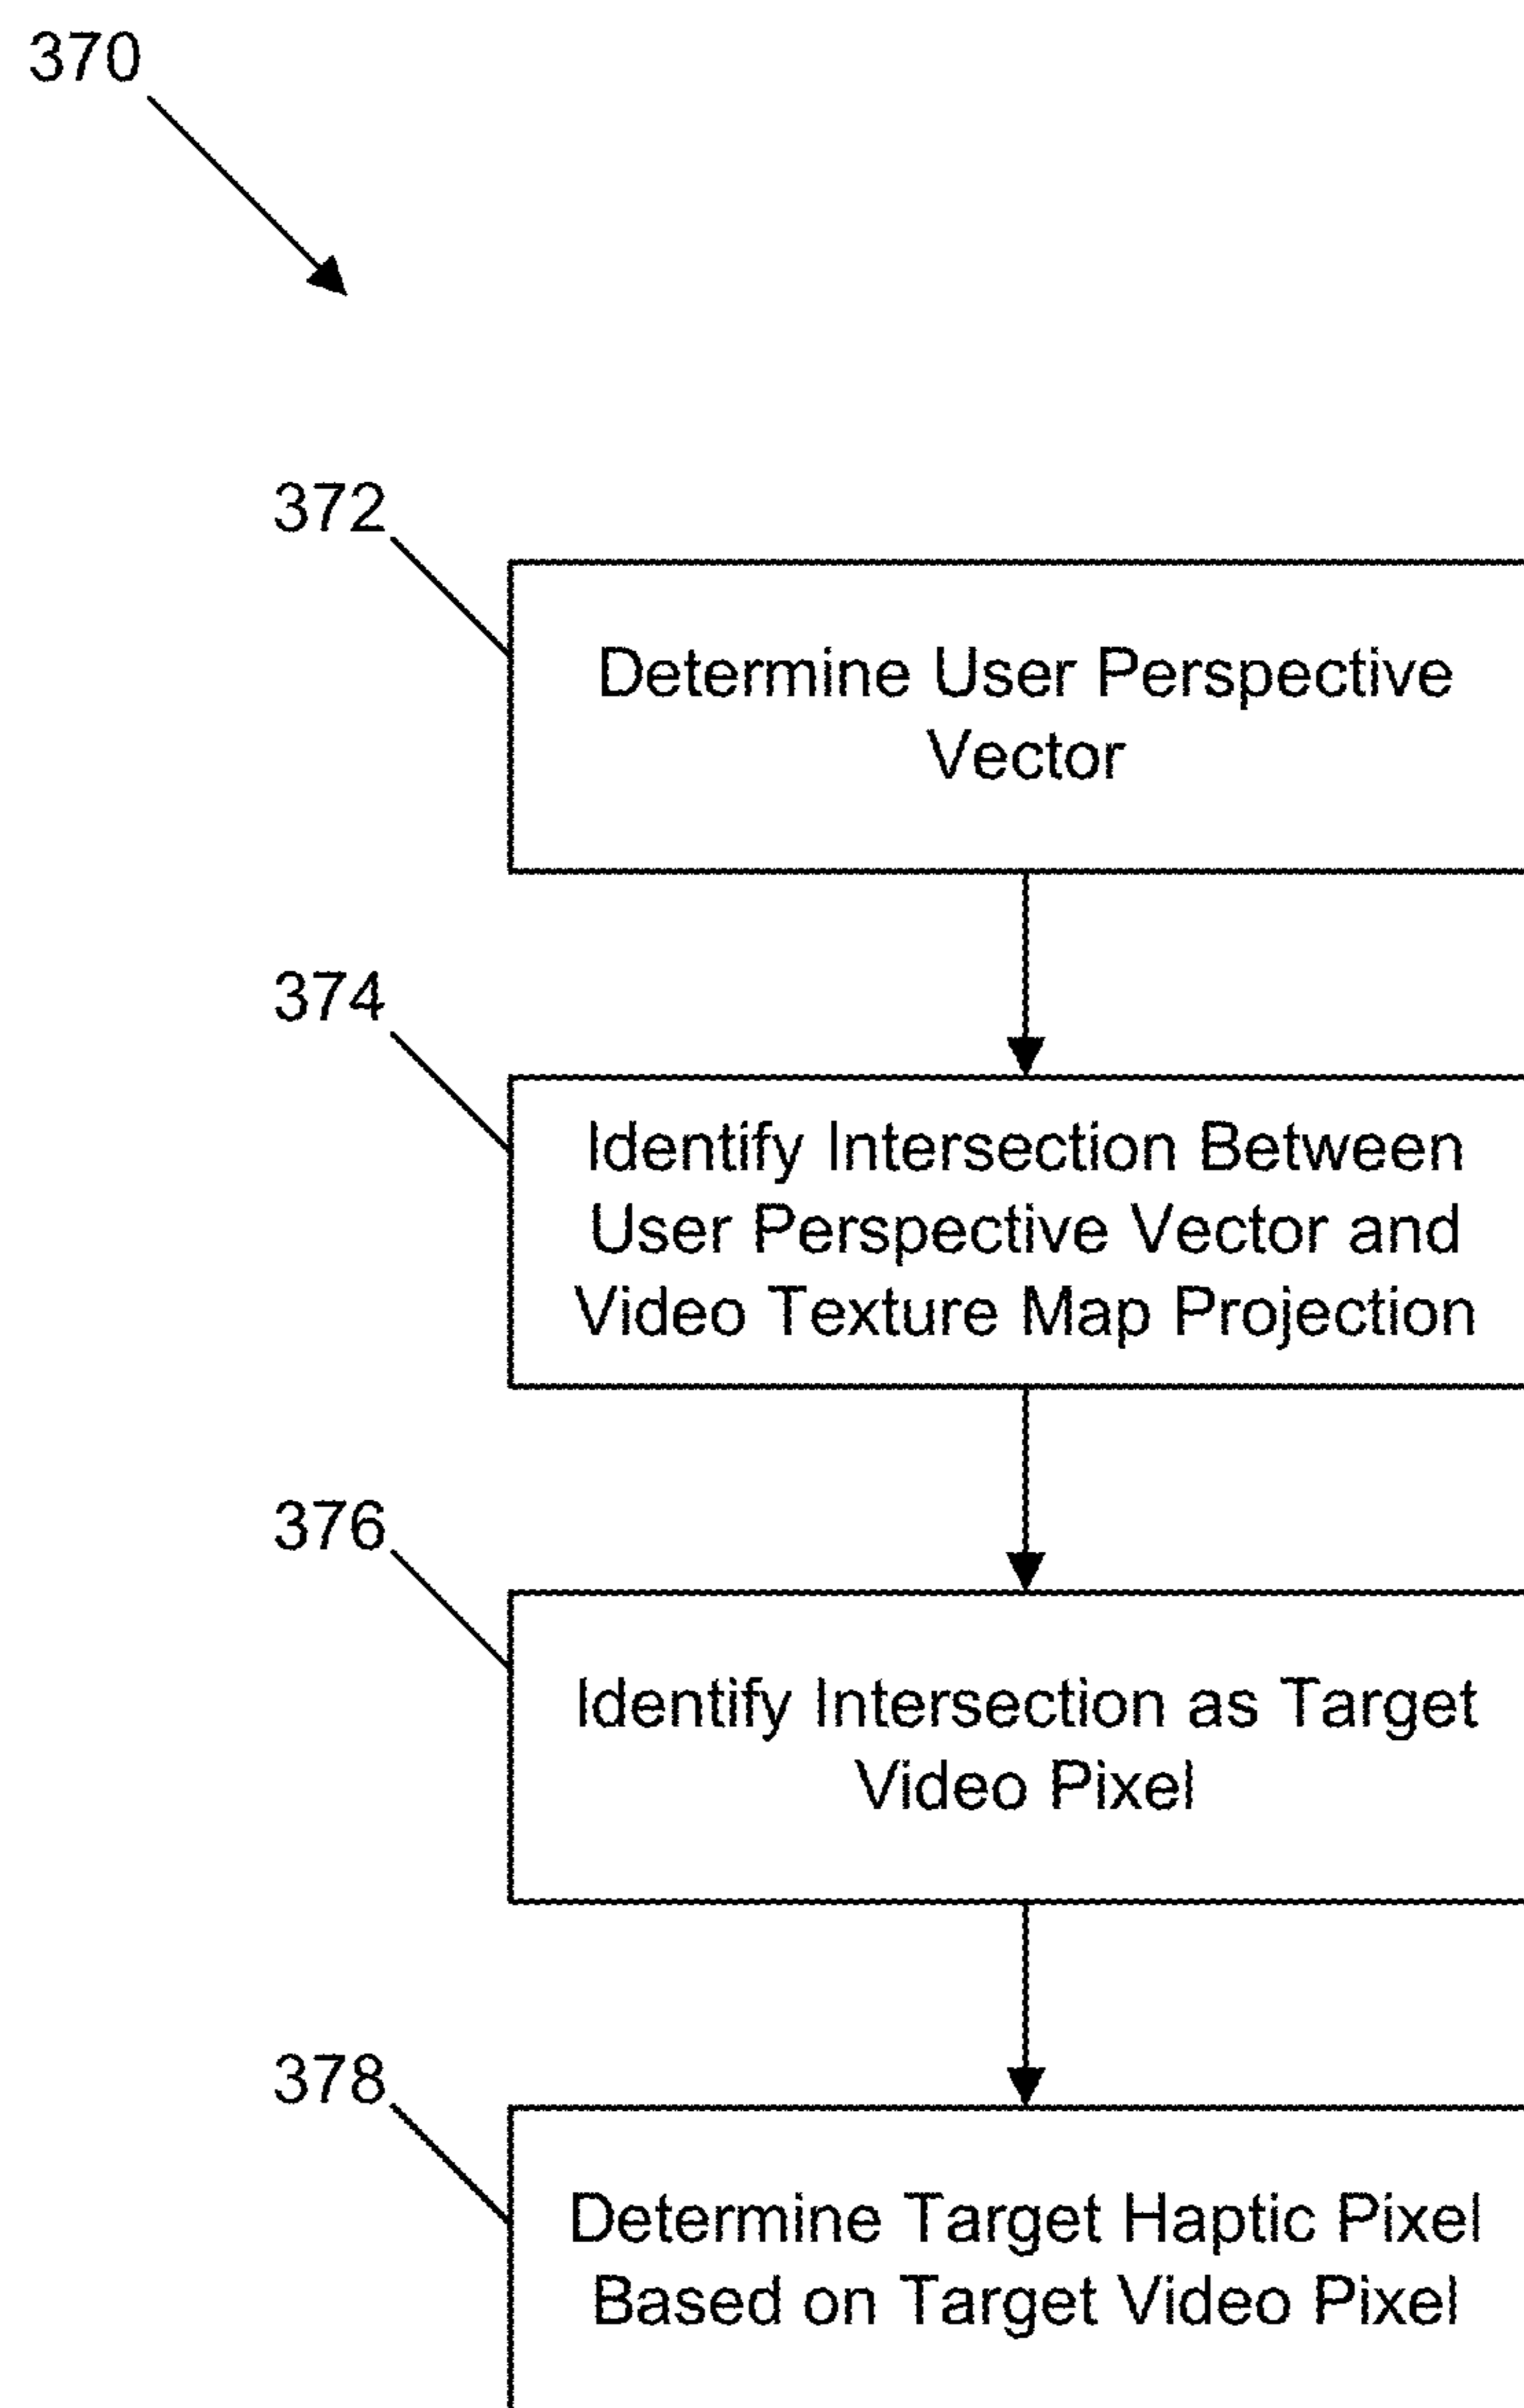 370
372
Determine User Perspective
Vector
374
Identify Intersection Between
User Perspective Vector and
Video Texture Map Projection
376
Identify Intersection as Target
Video Pixel
378
Determine Target Haptic Pixel
Based on Target Video Pixel